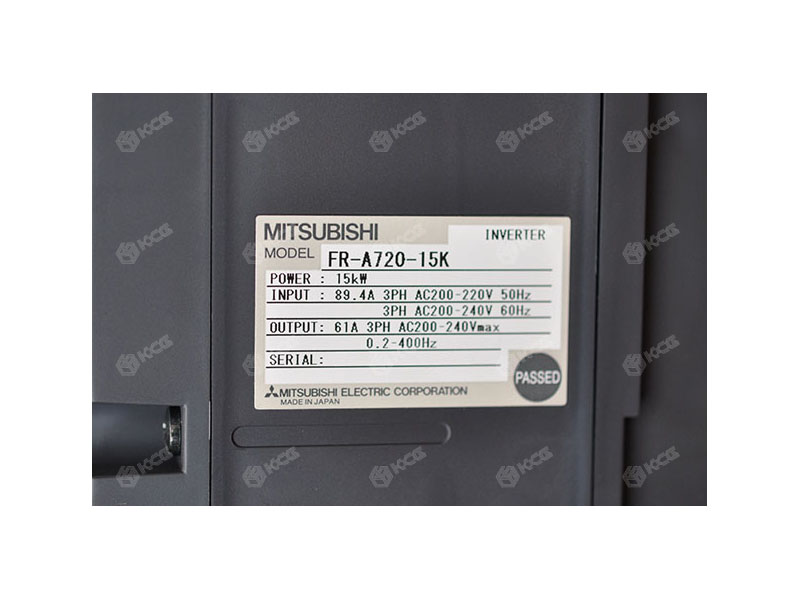 MITSUBISHI
INVERTER
MODEL FR-A720-15K
POWER : 15kW
INPUT : 89.4A 3PH AC200-220V 50Hz
3PH AC200-240V 60Hz
OUTPUT: 61A 3PH AC200-240Vmax
0.2-400Hz
SERIAL:
PASSED
MITSUBISHI ELECTRIC CORPORATION
MADE IN JAPAN